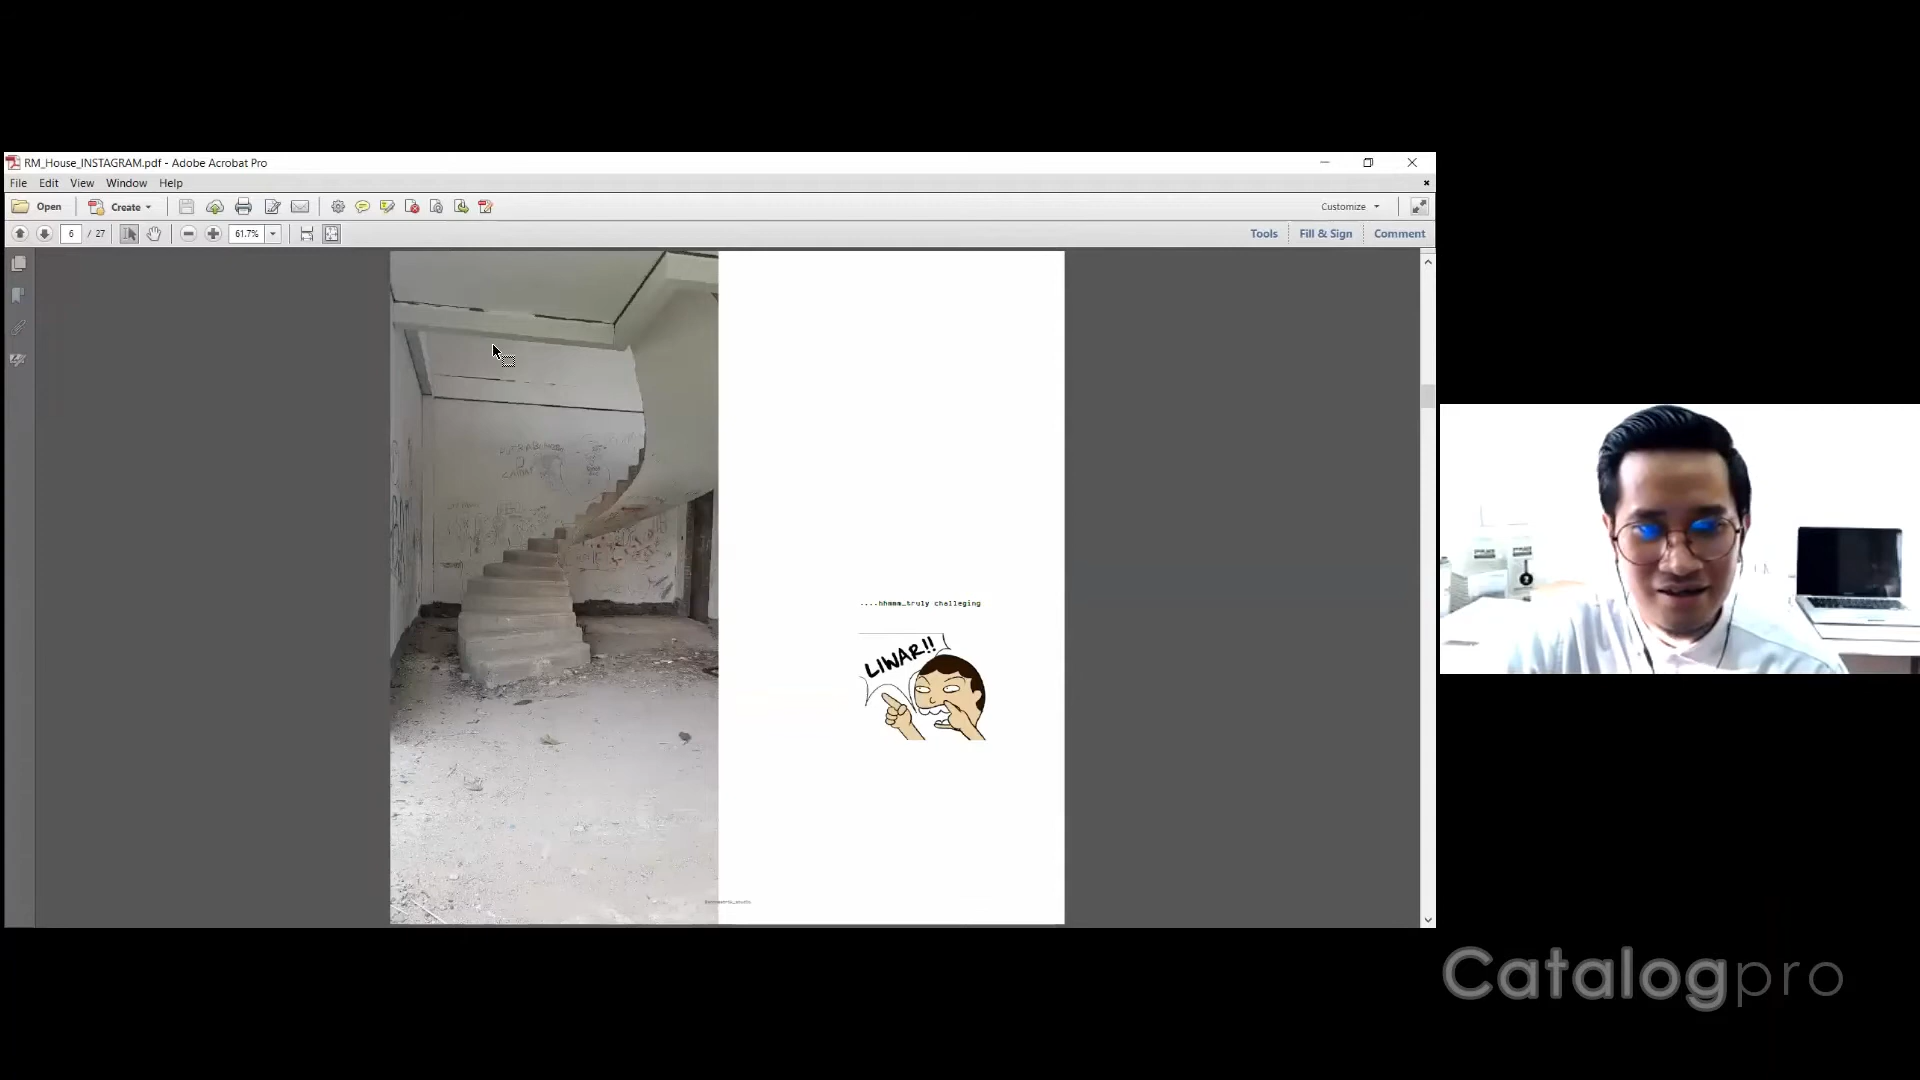 RM_House_INSTAGRAM.pdf - Adobe Acrobat Pro
File Edit View Window Help
Open Create Customize
6 / 27 61.7% Tools Fill & Sign Comment
....hhmmm_truly challeging
LIWAR!!
Catalogpro